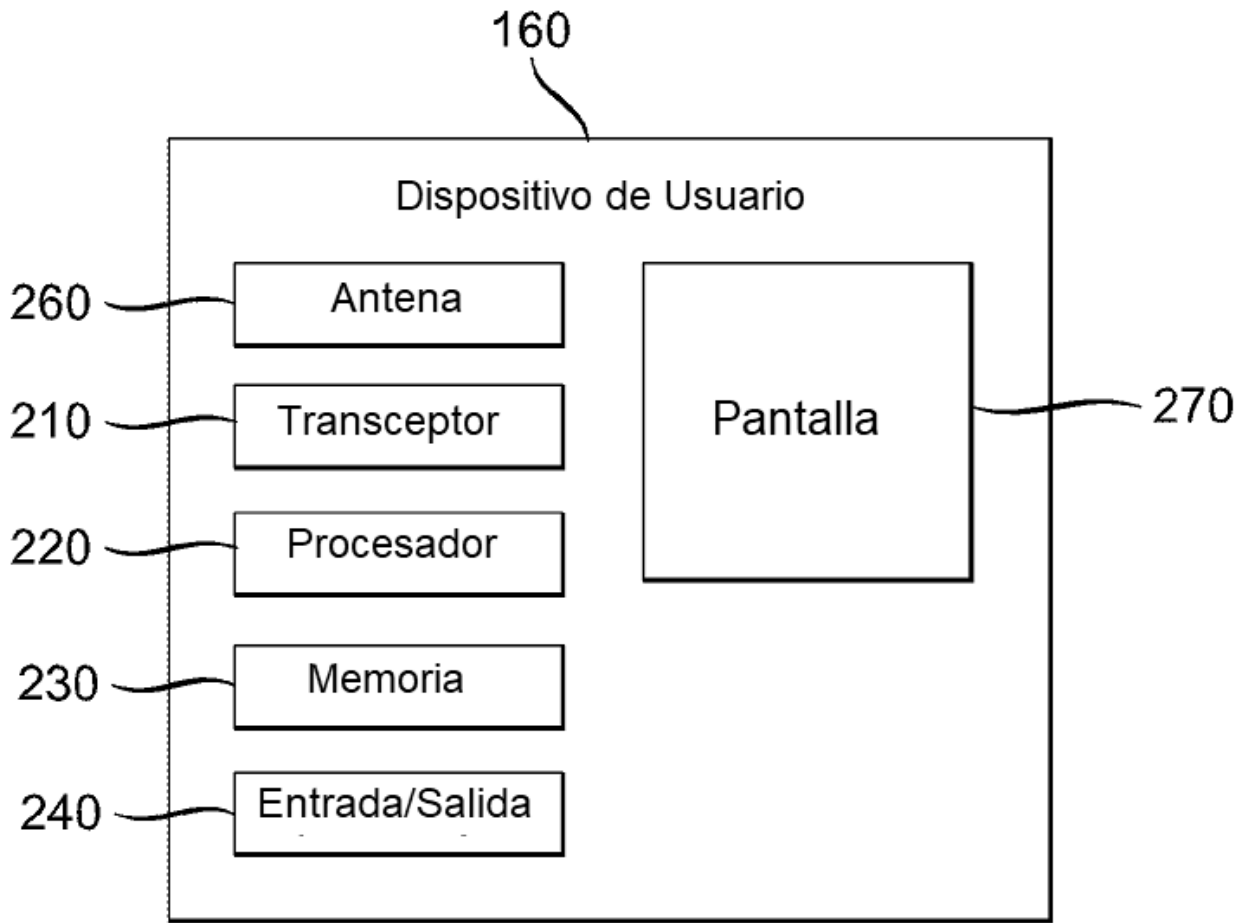 160
Dispositivo de Usuario
260
Antena
210
Transceptor
Pantalla
270
220
Procesador
230
Memoria
240
Entrada/Salida